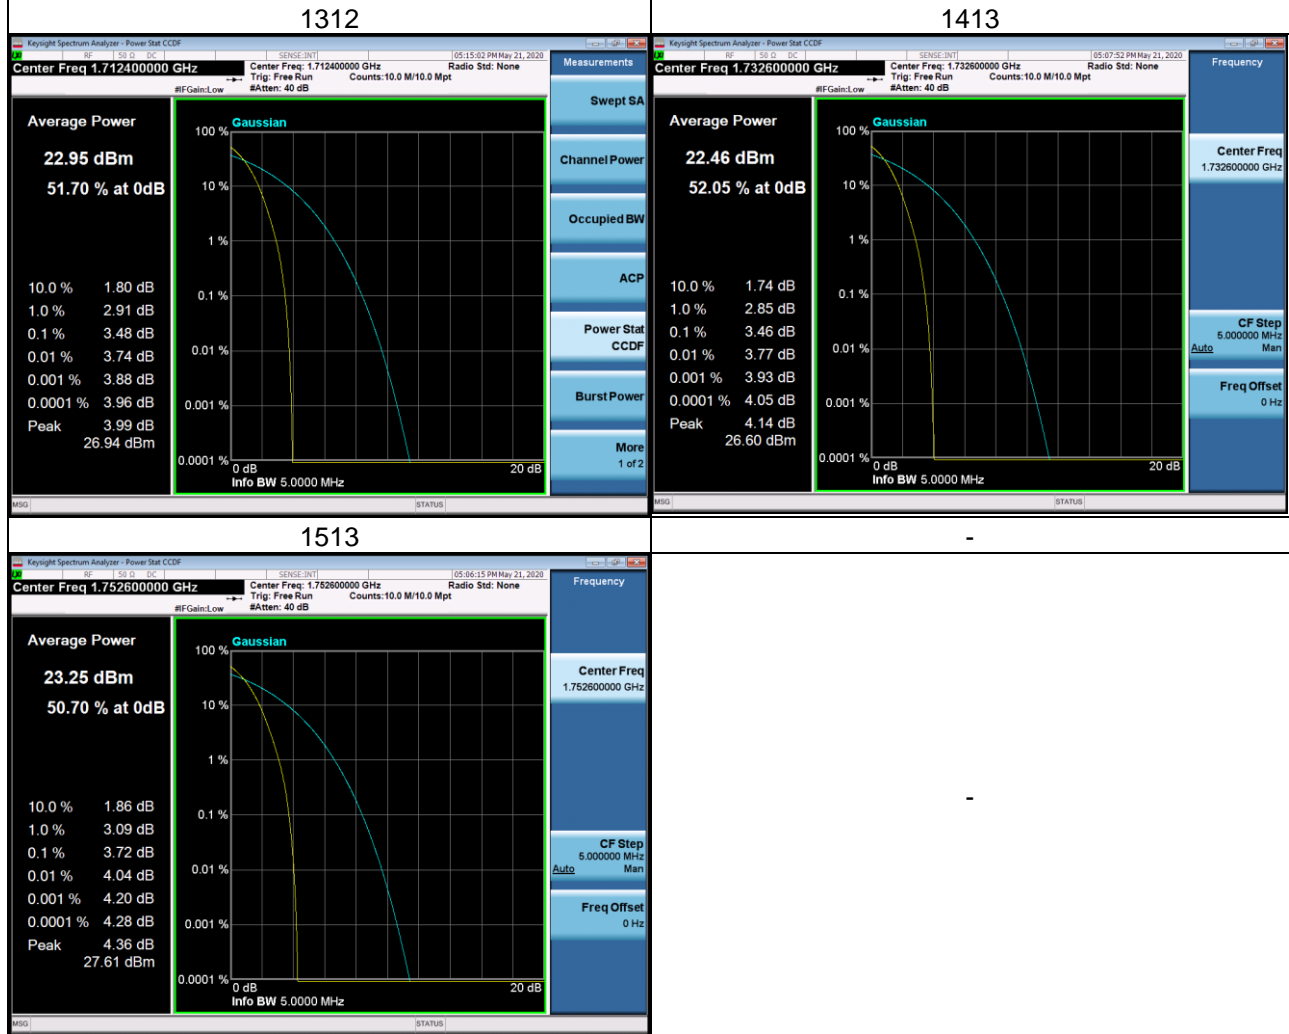 1312
1413
Keysight Spectrum Analyzer - Power Stat CCDF
RF 50 Ω DC SENSE:INT 05:15:02 PM May 21, 2020
Center Freq 1.712400000 GHz
Center Freq: 1.712400000 GHz Radio Std: None
Trig: Free Run Counts:10.0 M/10.0 Mpt
#IFGain:Low #Atten: 40 dB
Average Power
22.95 dBm
51.70 % at 0dB
10.0 % 1.80 dB
1.0 % 2.91 dB
0.1 % 3.48 dB
0.01 % 3.74 dB
0.001 % 3.88 dB
0.0001 % 3.96 dB
Peak 3.99 dB
26.94 dBm
Gaussian
100 %
10 %
1 %
0.1 %
0.01 %
0.001 %
0.0001 %
0 dB 20 dB
Info BW 5.0000 MHz
Measurements
Swept SA
Channel Power
Occupied BW
ACP
Power Stat
CCDF
Burst Power
More
1 of 2
MSG STATUS
Keysight Spectrum Analyzer - Power Stat CCDF
RF 50 Ω DC SENSE:INT 05:07:52 PM May 21, 2020
Center Freq 1.732600000 GHz
Center Freq: 1.732600000 GHz Radio Std: None
Trig: Free Run Counts:10.0 M/10.0 Mpt
#IFGain:Low #Atten: 40 dB
Average Power
22.46 dBm
52.05 % at 0dB
10.0 % 1.74 dB
1.0 % 2.85 dB
0.1 % 3.46 dB
0.01 % 3.77 dB
0.001 % 3.93 dB
0.0001 % 4.05 dB
Peak 4.14 dB
26.60 dBm
Gaussian
100 %
10 %
1 %
0.1 %
0.01 %
0.001 %
0.0001 %
0 dB 20 dB
Info BW 5.0000 MHz
Frequency
Center Freq
1.732600000 GHz
CF Step
5.000000 MHz
Auto Man
Freq Offset
0 Hz
MSG STATUS
1513
-
Keysight Spectrum Analyzer - Power Stat CCDF
RF 50 Ω DC SENSE:INT 05:06:15 PM May 21, 2020
Center Freq 1.752600000 GHz
Center Freq: 1.752600000 GHz Radio Std: None
Trig: Free Run Counts:10.0 M/10.0 Mpt
#IFGain:Low #Atten: 40 dB
Average Power
23.25 dBm
50.70 % at 0dB
10.0 % 1.86 dB
1.0 % 3.09 dB
0.1 % 3.72 dB
0.01 % 4.04 dB
0.001 % 4.20 dB
0.0001 % 4.28 dB
Peak 4.36 dB
27.61 dBm
Gaussian
100 %
10 %
1 %
0.1 %
0.01 %
0.001 %
0.0001 %
0 dB 20 dB
Info BW 5.0000 MHz
Frequency
Center Freq
1.752600000 GHz
CF Step
5.000000 MHz
Auto Man
Freq Offset
0 Hz
MSG STATUS
-